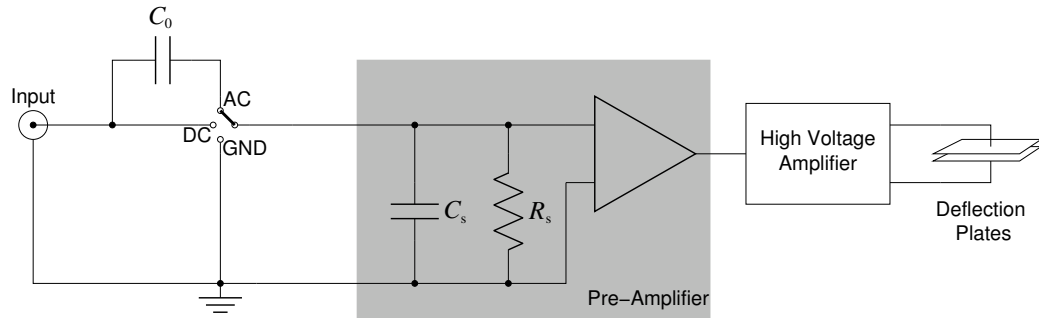 C₀
Input
AC
DC
GND
High Voltage
Amplifier
Cₛ
Rₛ
Deflection
Plates
Pre−Amplifier